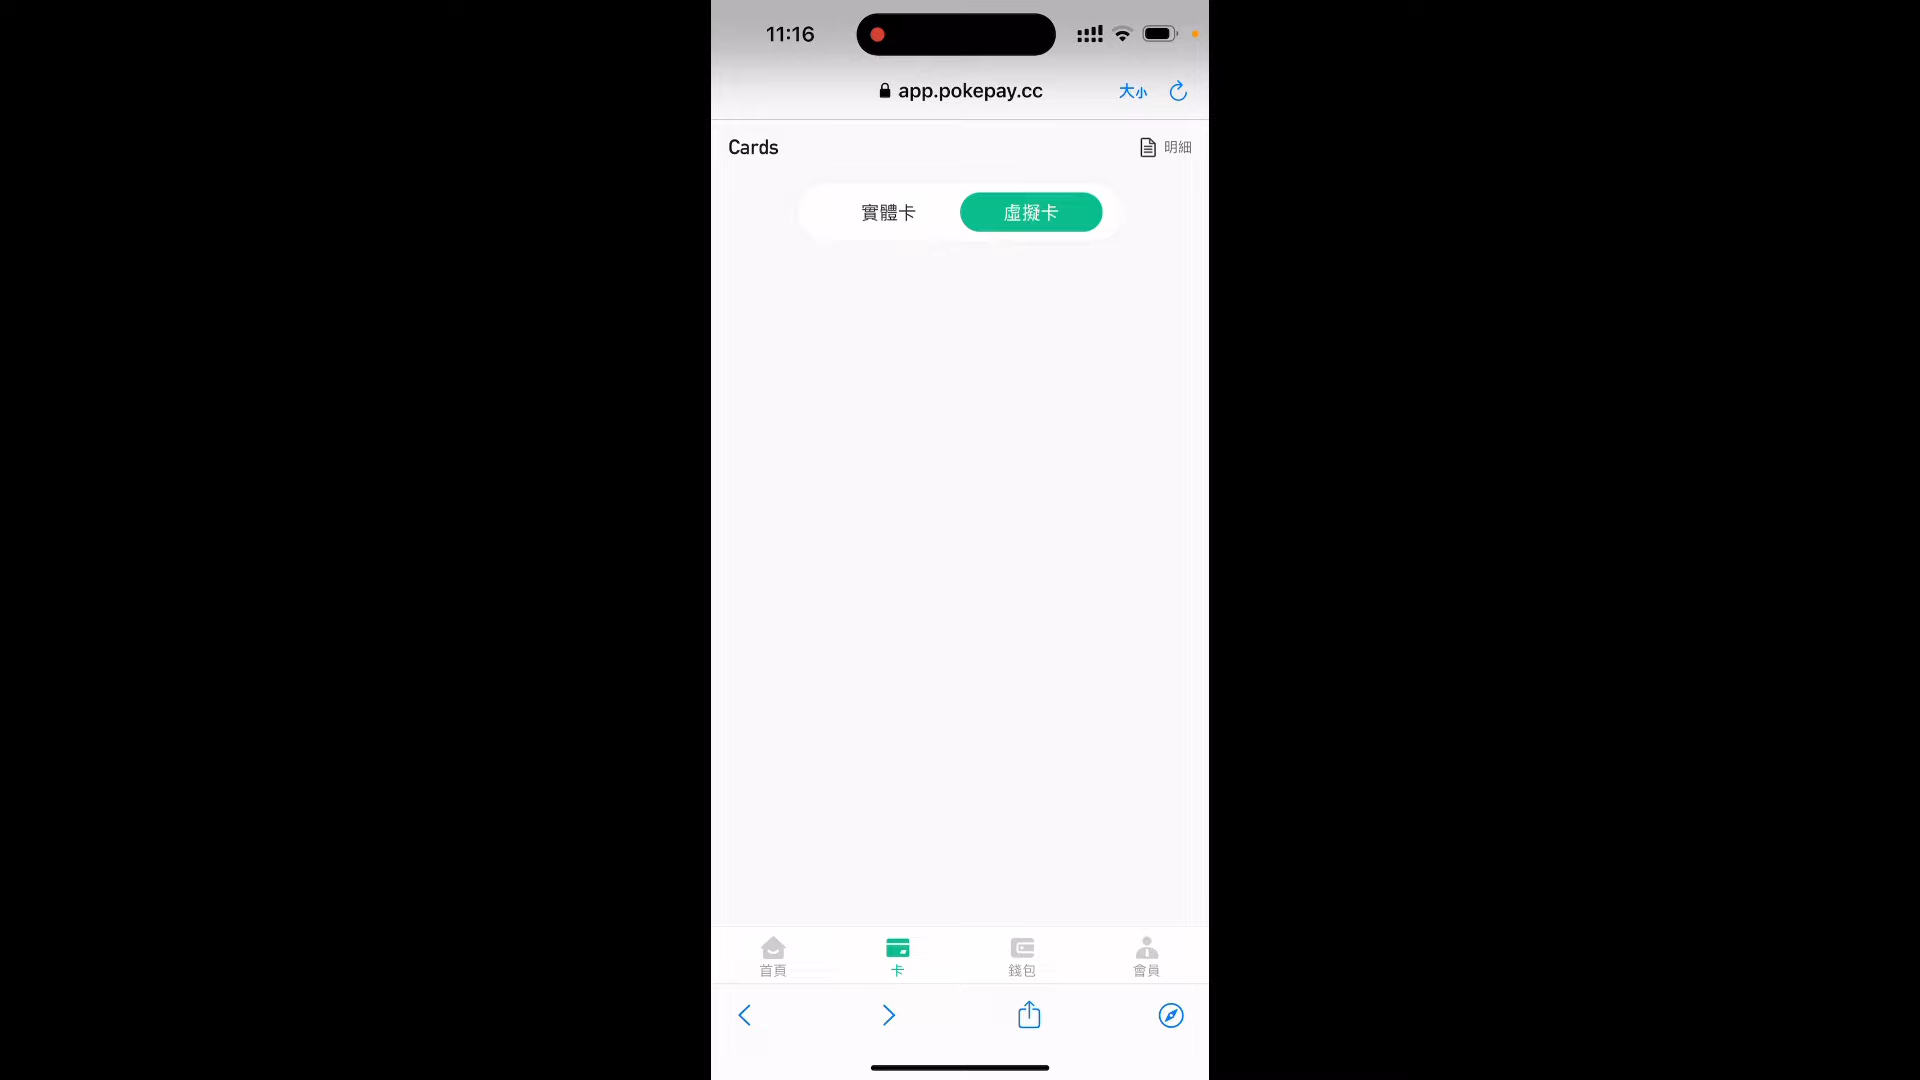 11:16
app.pokepay.cc
大小
Cards
明細
實體卡
虛擬卡
首頁
卡
錢包
會員